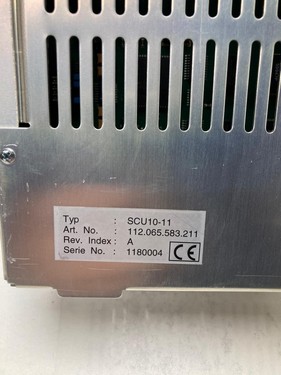 Typ : SCU10-11
Art. No. : 112.065.583.211
Rev. Index : A
Serie No. : 1180004
CE